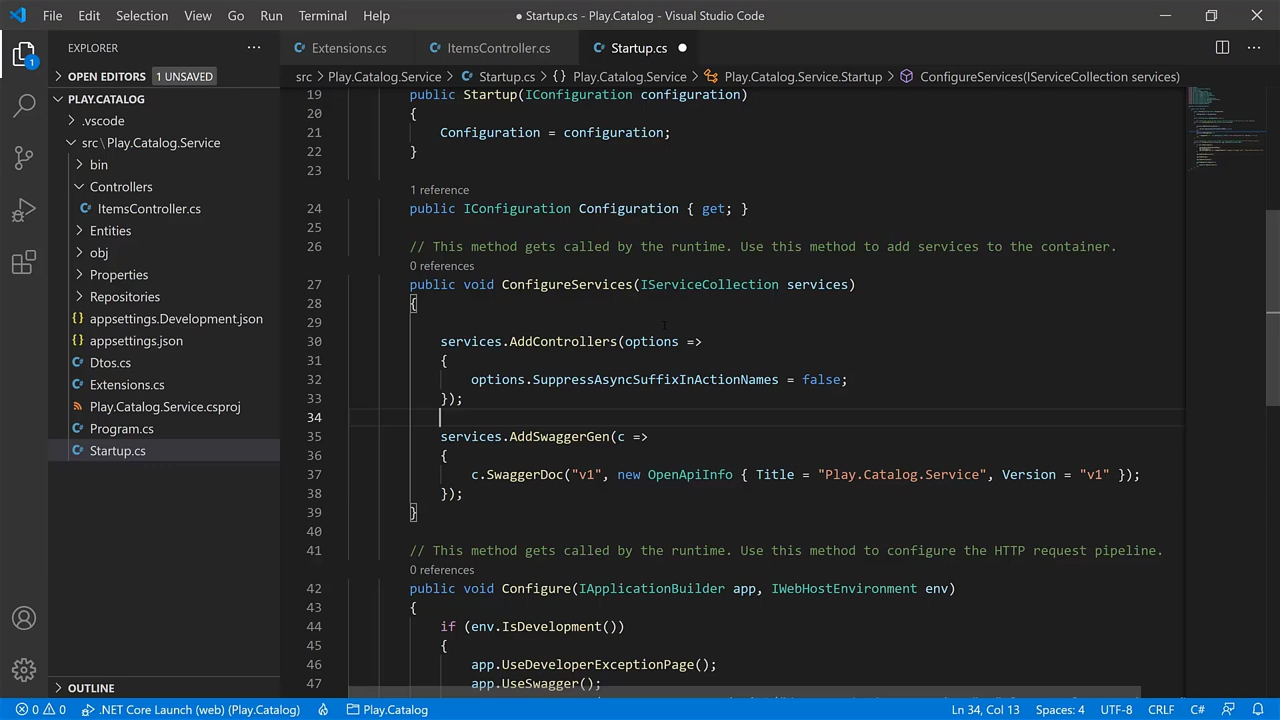 File Edit Selection View Go Run Terminal Help ● Startup.cs - Play.Catalog - Visual Studio Code
EXPLORER ···
Extensions.cs ItemsController.cs Startup.cs ●
OPEN EDITORS 1 UNSAVED
src > Play.Catalog.Service > Startup.cs > {} Play.Catalog.Service > Play.Catalog.Service.Startup > ConfigureServices(IServiceCollection services)
1
PLAY.CATALOG
.vscode
src \ Play.Catalog.Service
bin
Controllers
ItemsController.cs
Entities
obj
Properties
Repositories
{} appsettings.Development.json
{} appsettings.json
Dtos.cs
Extensions.cs
Play.Catalog.Service.csproj
Program.cs
Startup.cs
OUTLINE
19 public Startup(IConfiguration configuration)
20 {
21 Configuration = configuration;
22 }
23
1 reference
24 public IConfiguration Configuration { get; }
25
26 // This method gets called by the runtime. Use this method to add services to the container.
0 references
27 public void ConfigureServices(IServiceCollection services)
28 {
29
30 services.AddControllers(options =>
31 {
32 options.SuppressAsyncSuffixInActionNames = false;
33 });
34
35 services.AddSwaggerGen(c =>
36 {
37 c.SwaggerDoc("v1", new OpenApiInfo { Title = "Play.Catalog.Service", Version = "v1" });
38 });
39 }
40
41 // This method gets called by the runtime. Use this method to configure the HTTP request pipeline.
0 references
42 public void Configure(IApplicationBuilder app, IWebHostEnvironment env)
43 {
44 if (env.IsDevelopment())
45 {
46 app.UseDeveloperExceptionPage();
47 app.UseSwagger();
0 0 .NET Core Launch (web) (Play.Catalog) Play.Catalog Ln 34, Col 13 Spaces: 4 UTF-8 CRLF C#